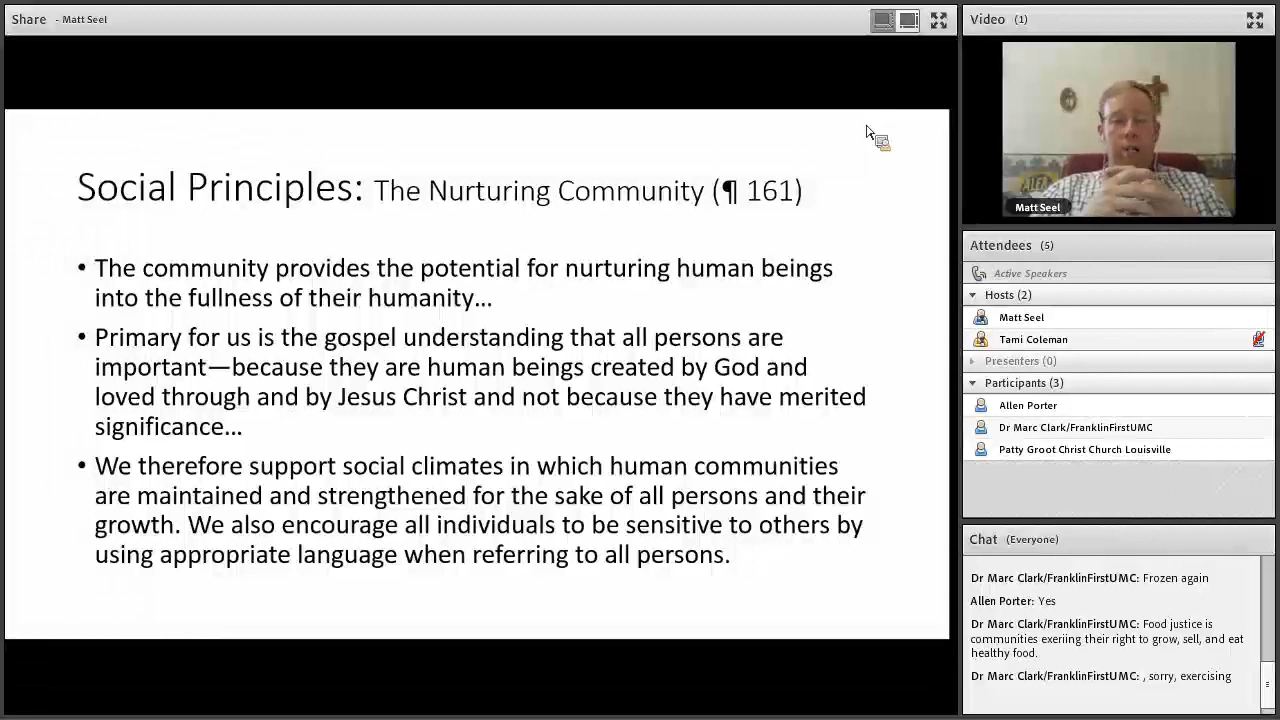 Share - Matt Seel
Social Principles: The Nurturing Community (¶ 161)
• The community provides the potential for nurturing human beings
into the fullness of their humanity...
• Primary for us is the gospel understanding that all persons are
important—because they are human beings created by God and
loved through and by Jesus Christ and not because they have merited
significance...
• We therefore support social climates in which human communities
are maintained and strengthened for the sake of all persons and their
growth. We also encourage all individuals to be sensitive to others by
using appropriate language when referring to all persons.
Video (1)
Matt Seel
Attendees (5)
Active Speakers
Hosts (2)
Matt Seel
Tami Coleman
Presenters (0)
Participants (3)
Allen Porter
Dr Marc Clark/FranklinFirstUMC
Patty Groot Christ Church Louisville
Chat (Everyone)
Dr Marc Clark/FranklinFirstUMC: Frozen again
Allen Porter: Yes
Dr Marc Clark/FranklinFirstUMC: Food justice is
communities exeriing their right to grow, sell, and eat
healthy food.
Dr Marc Clark/FranklinFirstUMC: , sorry, exercising